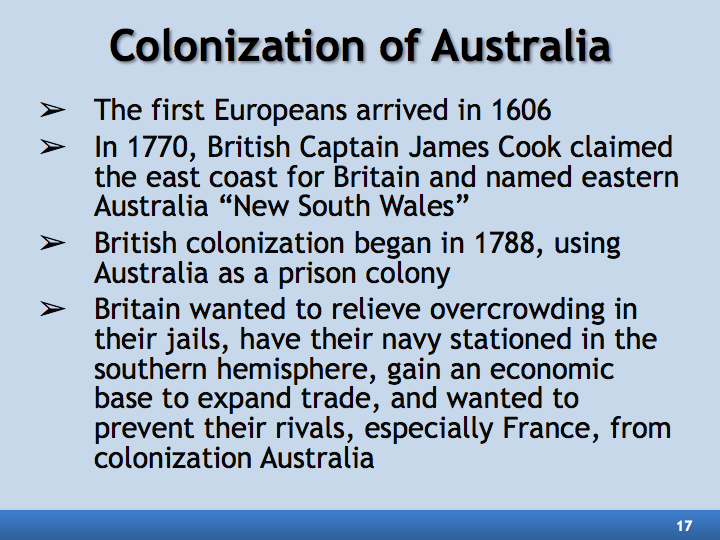 Colonization of Australia
➢ The first Europeans arrived in 1606
➢ In 1770, British Captain James Cook claimed
the east coast for Britain and named eastern
Australia “New South Wales”
➢ British colonization began in 1788, using
Australia as a prison colony
➢ Britain wanted to relieve overcrowding in
their jails, have their navy stationed in the
southern hemisphere, gain an economic
base to expand trade, and wanted to
prevent their rivals, especially France, from
colonization Australia
17